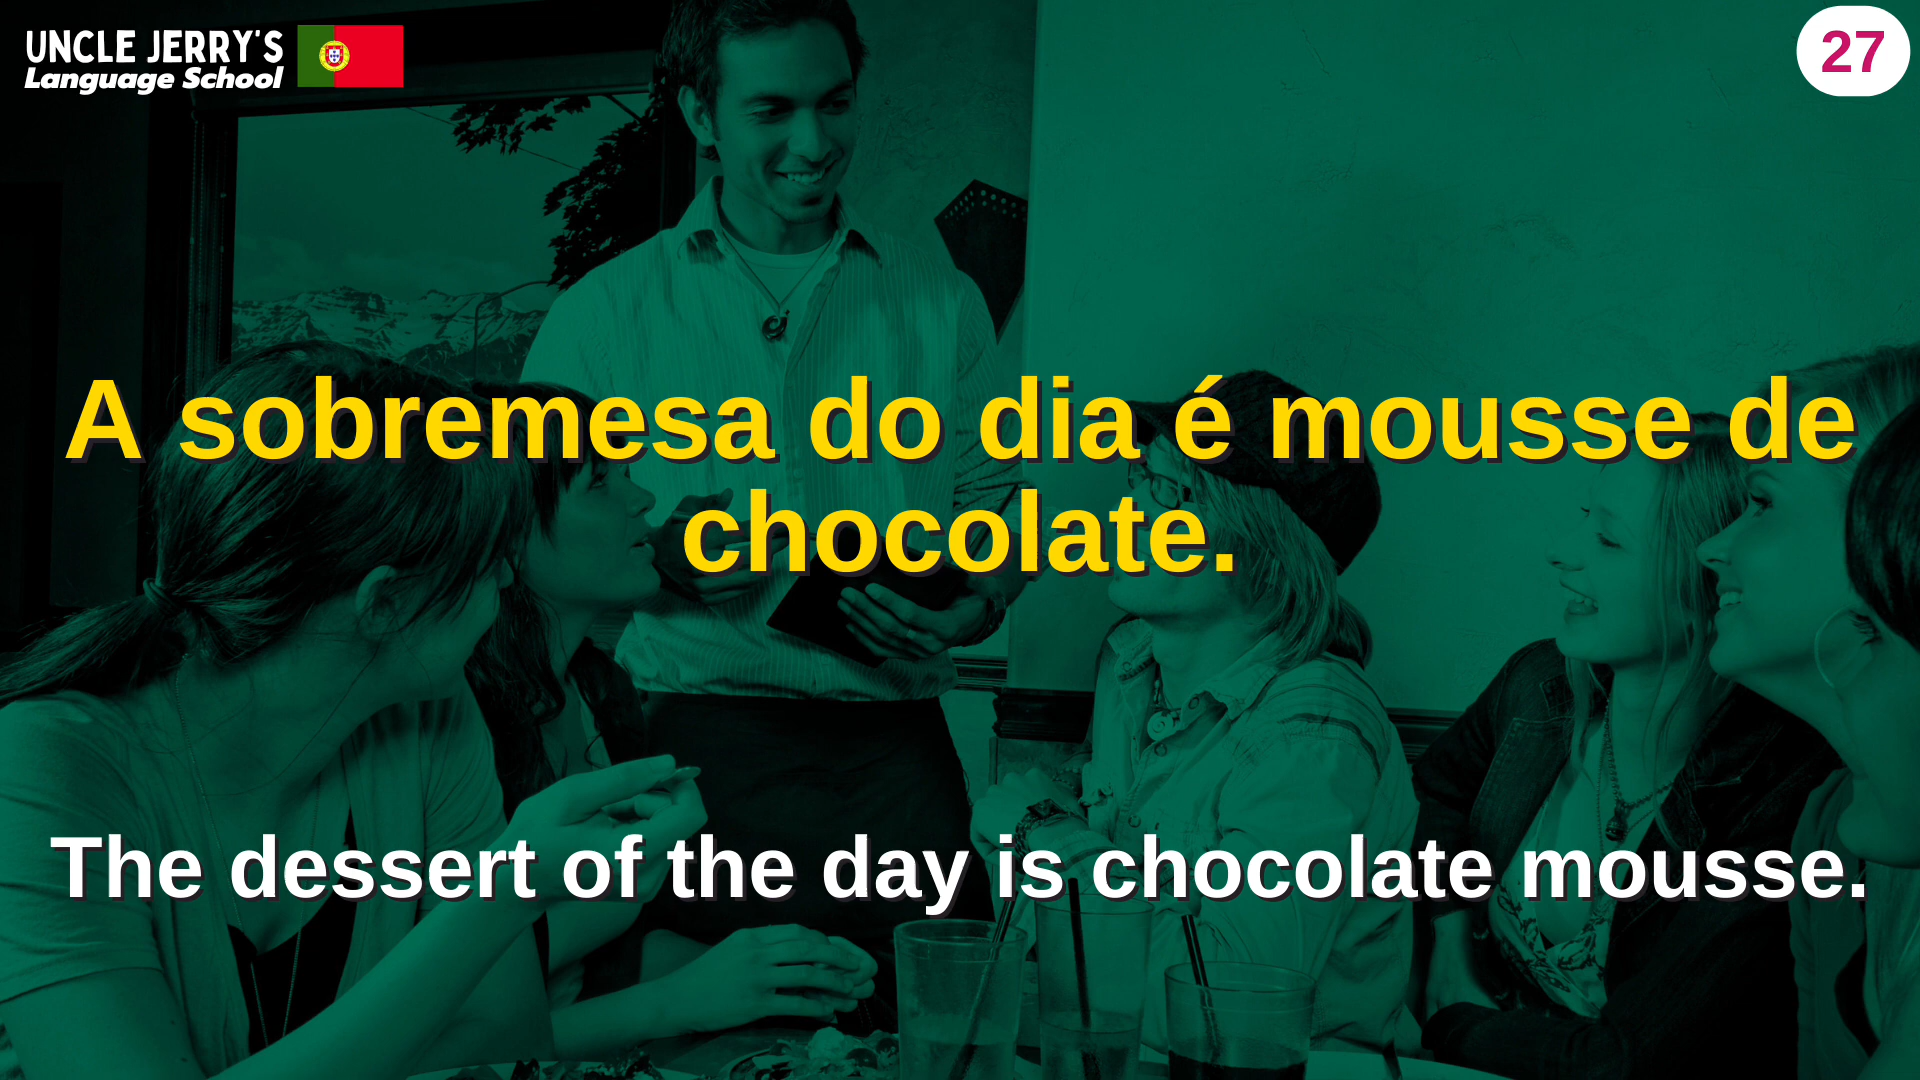 UNCLE JERRY'S
Language School
27
A sobremesa do dia é mousse de
chocolate.
The dessert of the day is chocolate mousse.